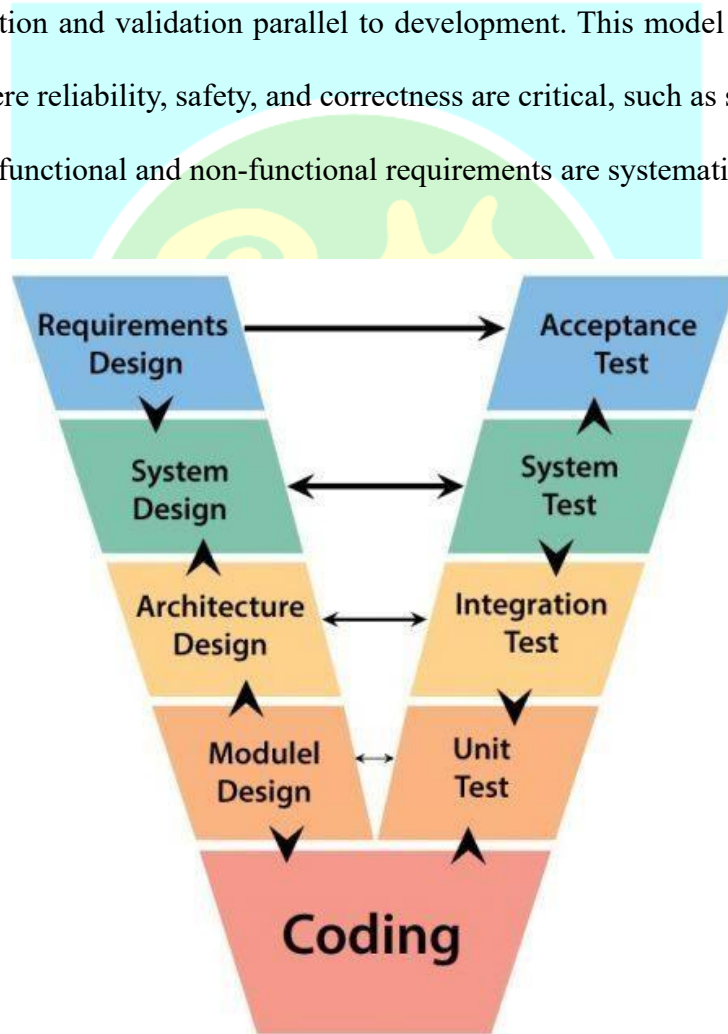 tion and validation parallel to development. This model
ere reliability, safety, and correctness are critical, such as s
functional and non-functional requirements are systemati
Requirements
Design
Acceptance
Test
System
Design
System
Test
Architecture
Design
Integration
Test
Modulel
Design
Unit
Test
Coding